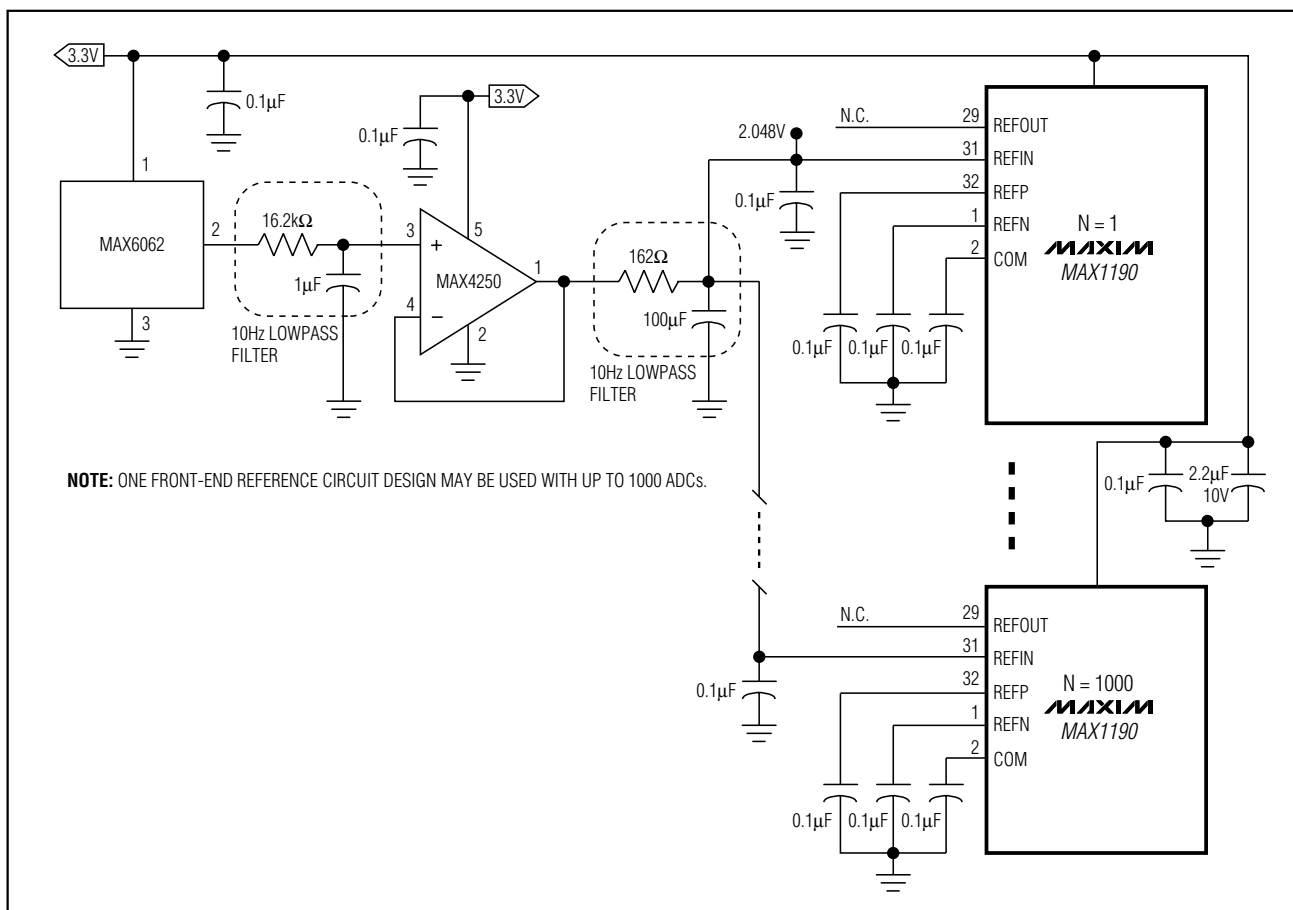 3.3V
0.1µF
3.3V
0.1µF
1
MAX6062
2
3
16.2kΩ
1µF
10Hz LOWPASS
FILTER
3
+
5
MAX4250
1
4
−
2
162Ω
100µF
10Hz LOWPASS
FILTER
2.048V
0.1µF
N.C.
29
REFOUT
31
REFIN
32
REFP
1
REFN
2
COM
N = 1
MAXIM
MAX1190
0.1µF
0.1µF
0.1µF
NOTE: ONE FRONT-END REFERENCE CIRCUIT DESIGN MAY BE USED WITH UP TO 1000 ADCs.
0.1µF
2.2µF
10V
N.C.
29
REFOUT
31
REFIN
32
REFP
1
REFN
2
COM
N = 1000
MAXIM
MAX1190
0.1µF
0.1µF
0.1µF
0.1µF